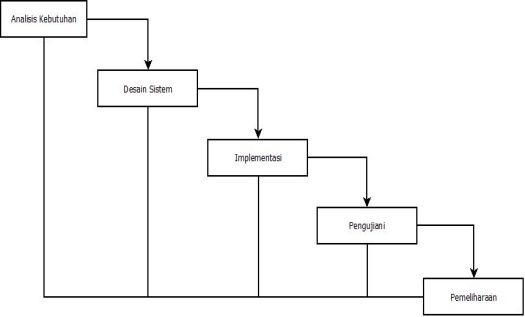 Analisis Kebutuhan
Desain Sistem
Implementasi
Pengujiani
Pemeliharaan